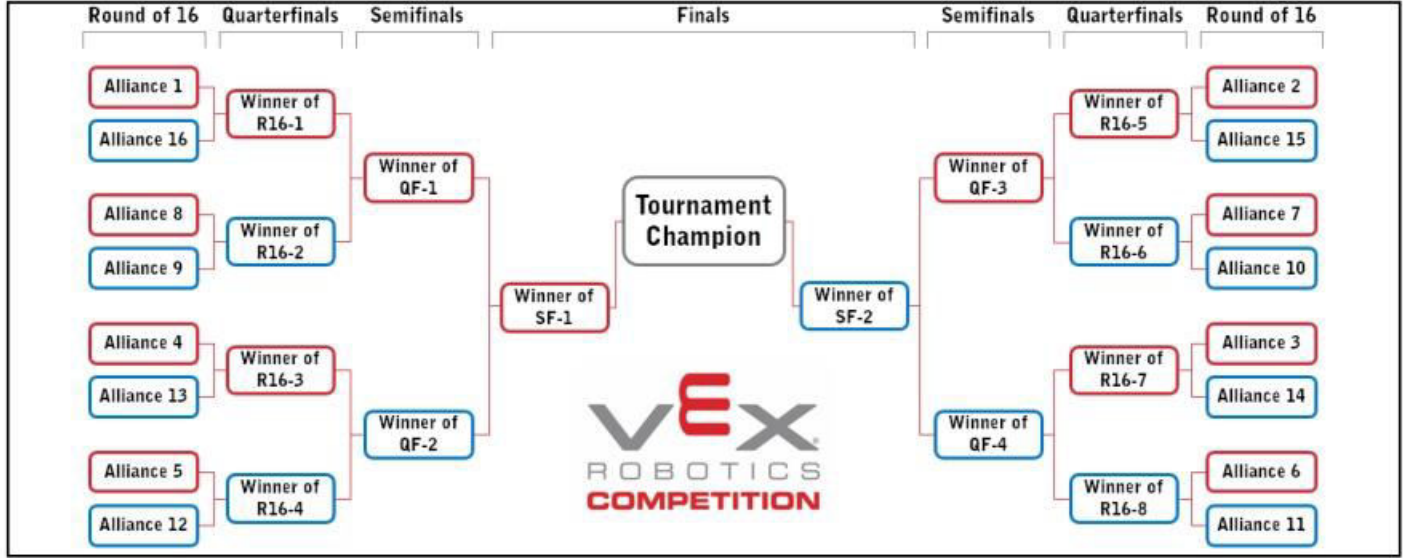 Round of 16 Quarterfinals Semifinals Finals Semifinals Quarterfinals Round of 16
Alliance 1
Alliance 16
Alliance 8
Alliance 9
Alliance 4
Alliance 13
Alliance 5
Alliance 12
Winner of
R16-1
Winner of
R16-2
Winner of
R16-3
Winner of
R16-4
Winner of
QF-1
Winner of
QF-2
Winner of
SF-1
Tournament
Champion
Winner of
SF-2
Winner of
QF-3
Winner of
QF-4
Winner of
R16-5
Winner of
R16-6
Winner of
R16-7
Winner of
R16-8
Alliance 2
Alliance 15
Alliance 7
Alliance 10
Alliance 3
Alliance 14
Alliance 6
Alliance 11
VEX
ROBOTICS
COMPETITION